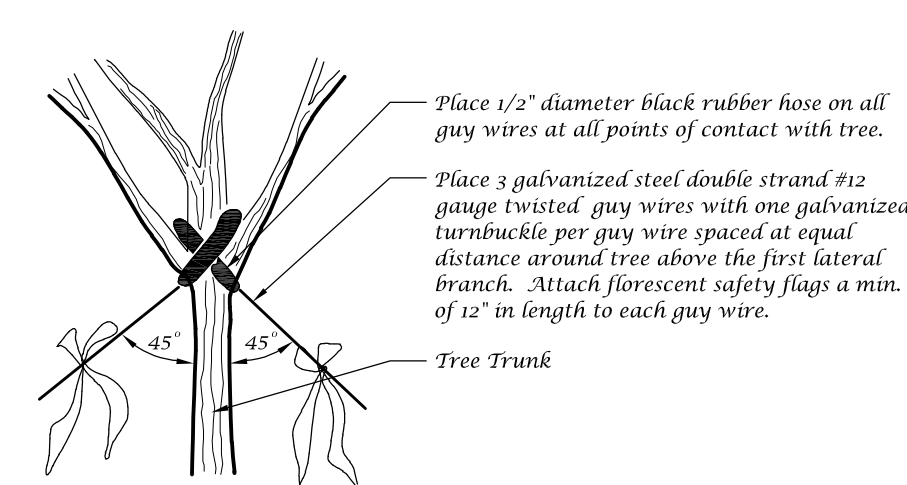 Place 1/2" diameter black rubber hose on all
guy wires at all points of contact with tree.
Place 3 galvanized steel double strand #12
gauge twisted guy wires with one galvanized
turnbuckle per guy wire spaced at equal
distance around tree above the first lateral
branch. Attach florescent safety flags a min.
of 12" in length to each guy wire.
45° 45°
Tree Trunk